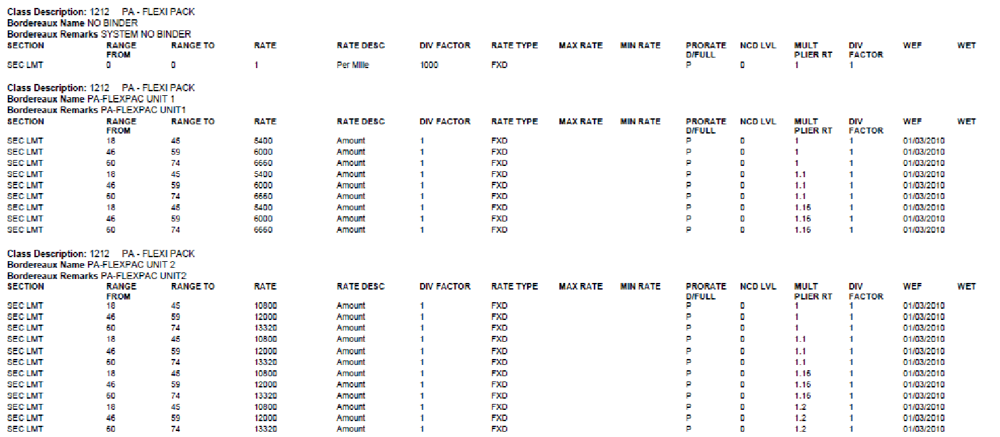 Class Description: 1212 PA - FLEXI PACK
Bordereaux Name NO BINDER
Bordereaux Remarks SYSTEM NO BINDER
SECTION RANGE FROM RANGE TO RATE RATE DESC DIV FACTOR RATE TYPE MAX RATE MIN RATE PRORATE D/FULL NCD LVL MULT PLIER RT DIV FACTOR WEF WET
SEC LMT 0 0 1 Per Mille 1000 FXD P 0 1 1
Class Description: 1212 PA - FLEXI PACK
Bordereaux Name PA-FLEXPAC UNIT 1
Bordereaux Remarks PA-FLEXPAC UNIT1
SECTION RANGE FROM RANGE TO RATE RATE DESC DIV FACTOR RATE TYPE MAX RATE MIN RATE PRORATE D/FULL NCD LVL MULT PLIER RT DIV FACTOR WEF WET
SEC LMT 18 45 5400 Amount 1 FXD P 0 1 1 01/03/2010
SEC LMT 46 59 6000 Amount 1 FXD P 0 1 1 01/03/2010
SEC LMT 60 74 6660 Amount 1 FXD P 0 1 1 01/03/2010
SEC LMT 18 45 5400 Amount 1 FXD P 0 1.1 1 01/03/2010
SEC LMT 46 59 6000 Amount 1 FXD P 0 1.1 1 01/03/2010
SEC LMT 60 74 6660 Amount 1 FXD P 0 1.1 1 01/03/2010
SEC LMT 18 45 5400 Amount 1 FXD P 0 1.15 1 01/03/2010
SEC LMT 46 59 6000 Amount 1 FXD P 0 1.15 1 01/03/2010
SEC LMT 60 74 6660 Amount 1 FXD P 0 1.15 1 01/03/2010
Class Description: 1212 PA - FLEXI PACK
Bordereaux Name PA-FLEXPAC UNIT 2
Bordereaux Remarks PA-FLEXPAC UNIT2
SECTION RANGE FROM RANGE TO RATE RATE DESC DIV FACTOR RATE TYPE MAX RATE MIN RATE PRORATE D/FULL NCD LVL MULT PLIER RT DIV FACTOR WEF WET
SEC LMT 18 45 10800 Amount 1 FXD P 0 1 1 01/03/2010
SEC LMT 46 59 12000 Amount 1 FXD P 0 1 1 01/03/2010
SEC LMT 60 74 13320 Amount 1 FXD P 0 1 1 01/03/2010
SEC LMT 18 45 10800 Amount 1 FXD P 0 1.1 1 01/03/2010
SEC LMT 46 59 12000 Amount 1 FXD P 0 1.1 1 01/03/2010
SEC LMT 60 74 13320 Amount 1 FXD P 0 1.1 1 01/03/2010
SEC LMT 18 45 10800 Amount 1 FXD P 0 1.15 1 01/03/2010
SEC LMT 46 59 12000 Amount 1 FXD P 0 1.15 1 01/03/2010
SEC LMT 60 74 13320 Amount 1 FXD P 0 1.15 1 01/03/2010
SEC LMT 18 45 10800 Amount 1 FXD P 0 1.2 1 01/03/2010
SEC LMT 46 59 12000 Amount 1 FXD P 0 1.2 1 01/03/2010
SEC LMT 60 74 13320 Amount 1 FXD P 0 1.2 1 01/03/2010